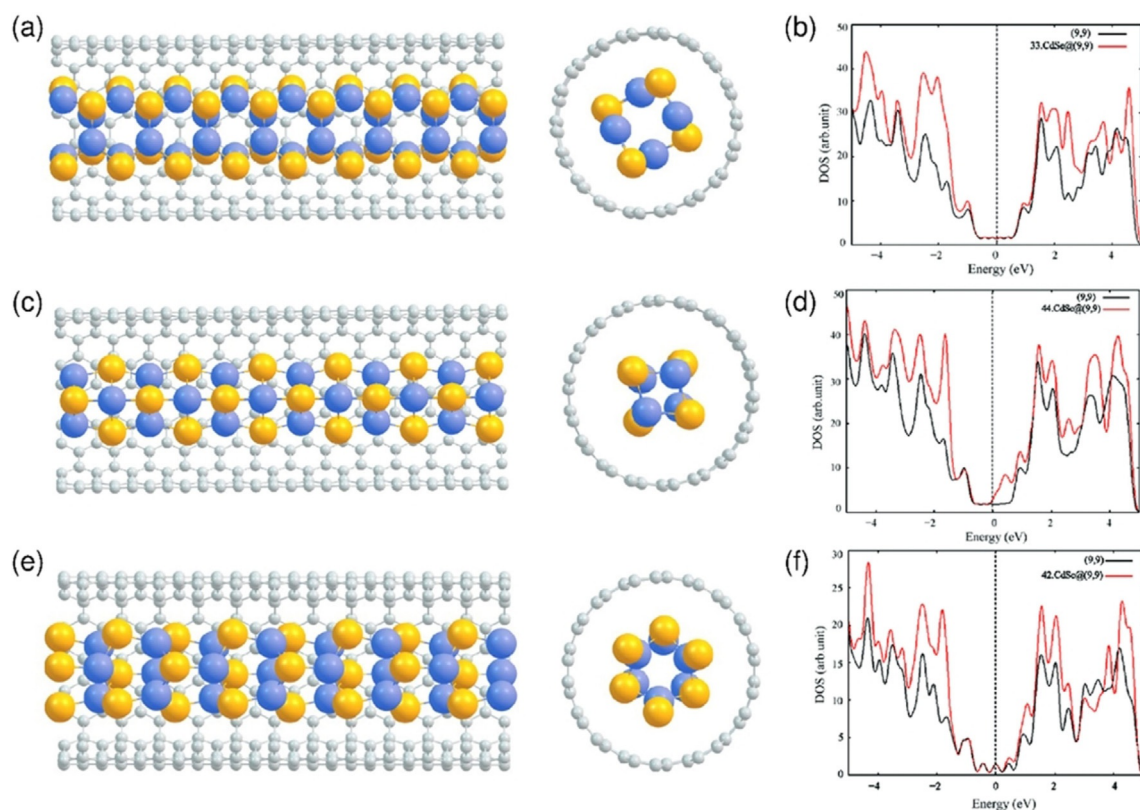 (a)
(b)
(9,9)
33.CdSe@(9,9)
50
40
30
20
10
0
DOS (arb.unit)
−4
−2
0
2
4
Energy (eV)
(c)
(d)
(9,9)
44.CdSe@(9,9)
50
40
30
20
10
0
DOS (arb.unit)
−4
−2
0
2
4
Energy (eV)
(e)
(f)
(9,9)
42.CdSe@(9,9)
30
25
20
15
10
5
0
DOS (arb unit)
−4
−2
0
2
4
Energy (eV)